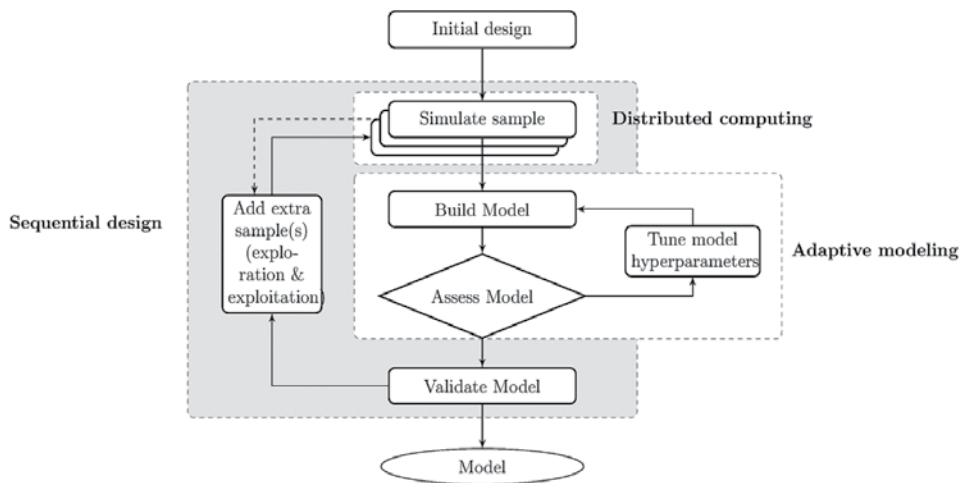 Initial design
Simulate sample
Distributed computing
Sequential design
Add extra
sample(s)
(explo-
ration &
exploitation)
Build Model
Tune model
hyperparameters
Adaptive modeling
Assess Model
Validate Model
Model